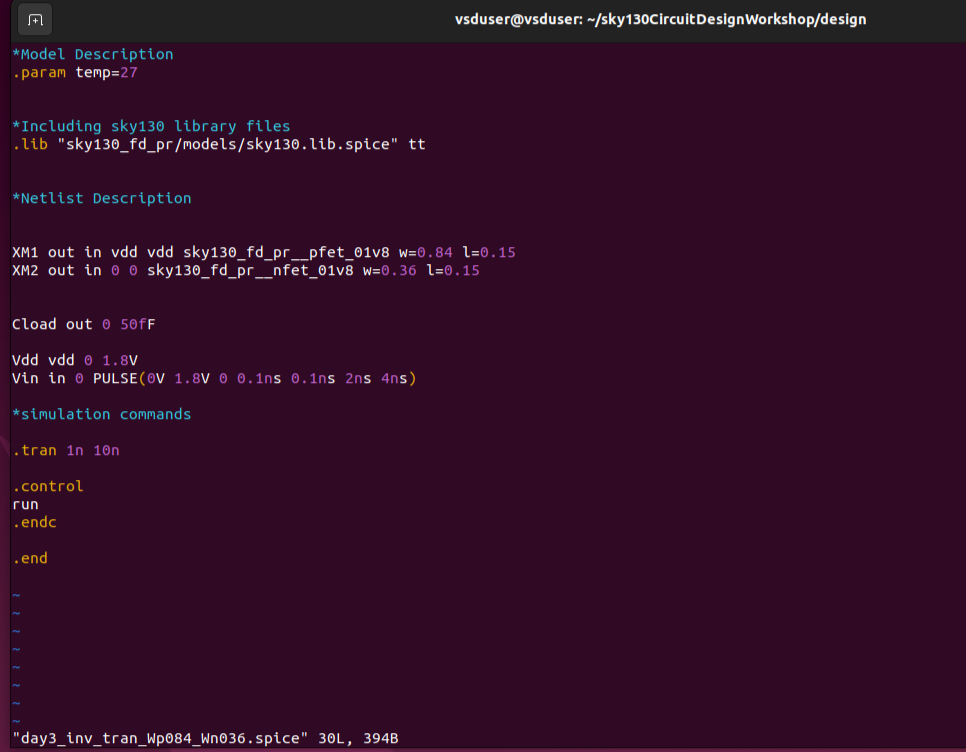 vsduser@vsduser: ~/sky130CircuitDesignWorkshop/design
*Model Description
.param temp=27
*Including sky130 library files
.lib "sky130_fd_pr/models/sky130.lib.spice" tt
*Netlist Description
XM1 out in vdd vdd sky130_fd_pr__pfet_01v8 w=0.84 l=0.15
XM2 out in 0 0 sky130_fd_pr__nfet_01v8 w=0.36 l=0.15
Cload out 0 50fF
Vdd vdd 0 1.8V
Vin in 0 PULSE(0V 1.8V 0 0.1ns 0.1ns 2ns 4ns)
*simulation commands
.tran 1n 10n
.control
run
.endc
.end
~
~
~
~
~
~
~
~
"day3_inv_tran_Wp084_Wn036.spice" 30L, 394B